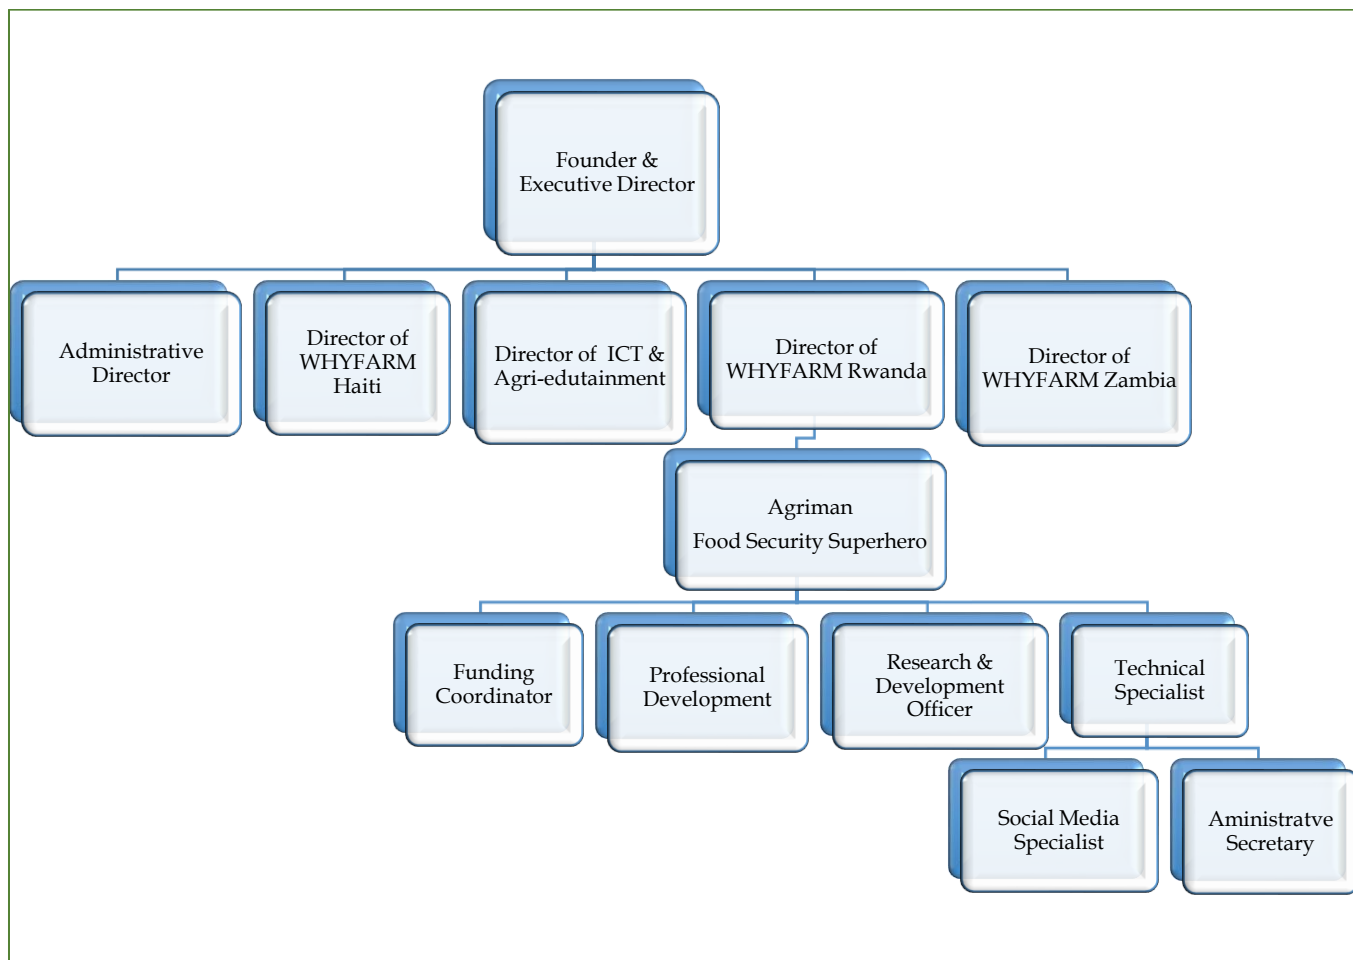 Founder &
Executive Director
Administrative
Director
Director of
WHYFARM
Haiti
Director of ICT &
Agri-edutainment
Director of
WHYFARM Rwanda
Director of
WHYFARM Zambia
Agriman
Food Security Superhero
Funding
Coordinator
Professional
Development
Research &
Development
Officer
Technical
Specialist
Social Media
Specialist
Aministratve
Secretary